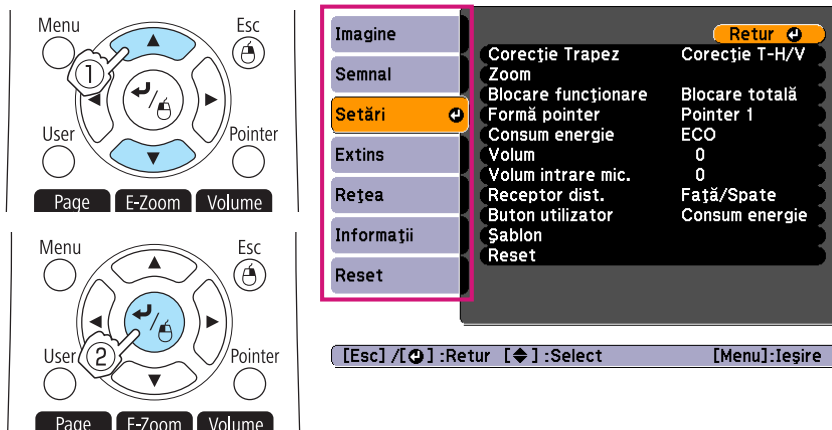 Menu
Esc
1
User
Pointer
Page E-Zoom Volume
Menu
Esc
User
2
Pointer
Page E-Zoom Volume
Imagine
Semnal
Setări
Extins
Reţea
Informaţii
Reset
Retur
Corecţie Trapez Corecţie T-H/V
Zoom
Blocare funcţionare Blocare totală
Formă pointer Pointer 1
Consum energie ECO
Volum 0
Volum intrare mic. 0
Receptor dist. Faţă/Spate
Buton utilizator Consum energie
Şablon
Reset
[Esc] /[ ] :Retur [ ] :Select [Menu]:Ieşire